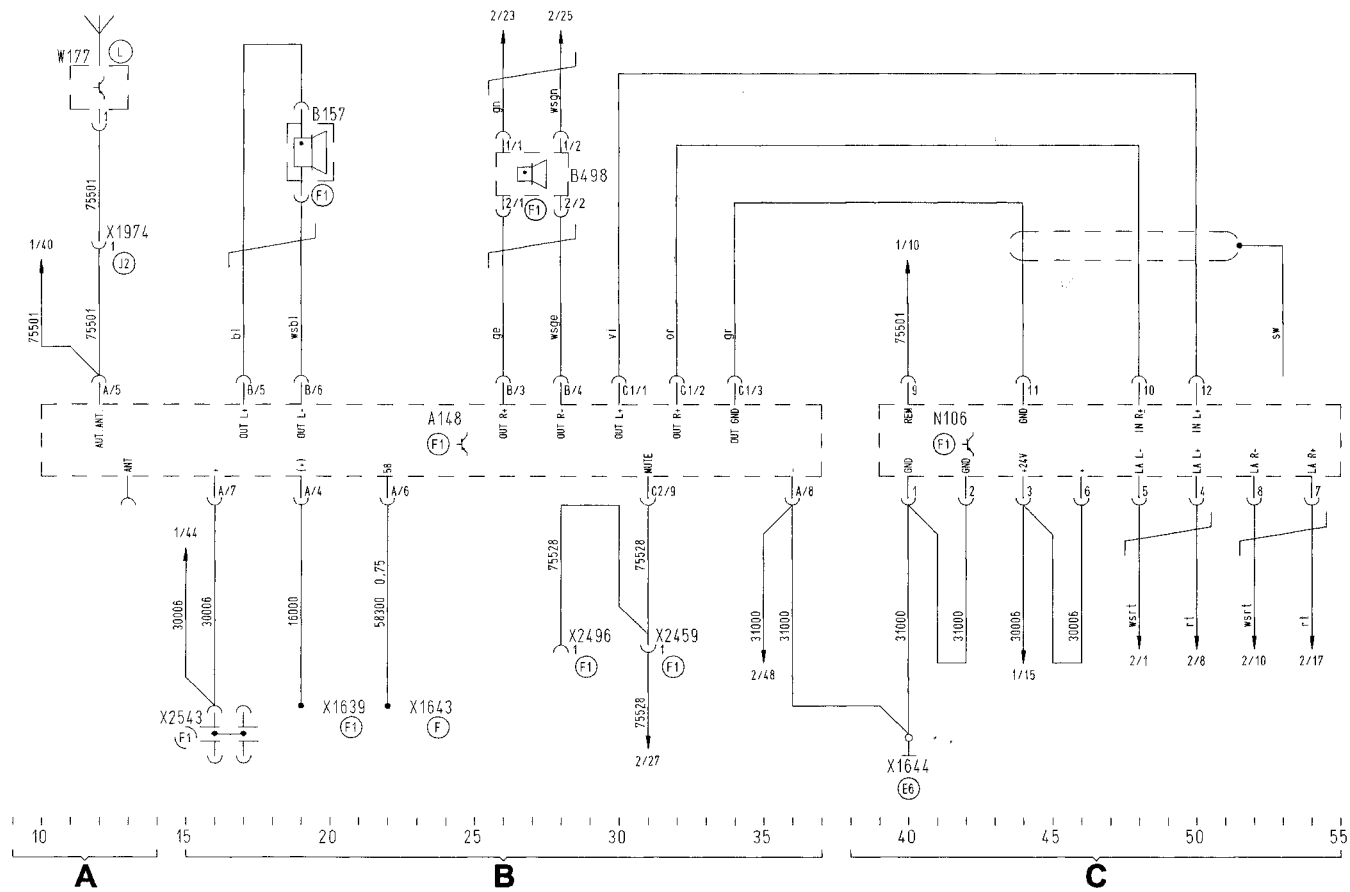 2/23
2/25
W177
L
1
B157
F1
gn
wsgn
1/1
1/2
B498
2/1
F1
2/2
75501
X1974
1
J2
1/40
1/10
75501
75501
bl
wsbl
ge
wsge
vi
or
gr
75501
sw
A/5
B/5
B/6
B/3
B/4
C1/1
C1/2
C1/3
9
11
10
12
AUT.ANT.
OUT L+
OUT L-
A148
F1
OUT R+
OUT R-
OUT L+
OUT R+
OUT GND
REM
N106
F1
GND
IN R+
IN L+
ANT
+
(+)
58
MUTE
-
GND
GND
+24V
+
LA L-
LA L+
LA R-
LA R+
A/7
A/4
A/6
C2/9
A/8
1
2
3
6
5
4
8
7
1/44
30006
30006
16000
58300 0,75
75528
75528
31000
31000
31000
31000
30006
30006
wsrt
rt
wsrt
rt
X2496
1
F1
X2459
1
F1
2/48
1/15
2/1
2/8
2/10
2/17
X2543
F1
X1639
F1
X1643
F
75528
2/27
X1644
E6
10 15 20 25 30 35 40 45 50 55
A B C